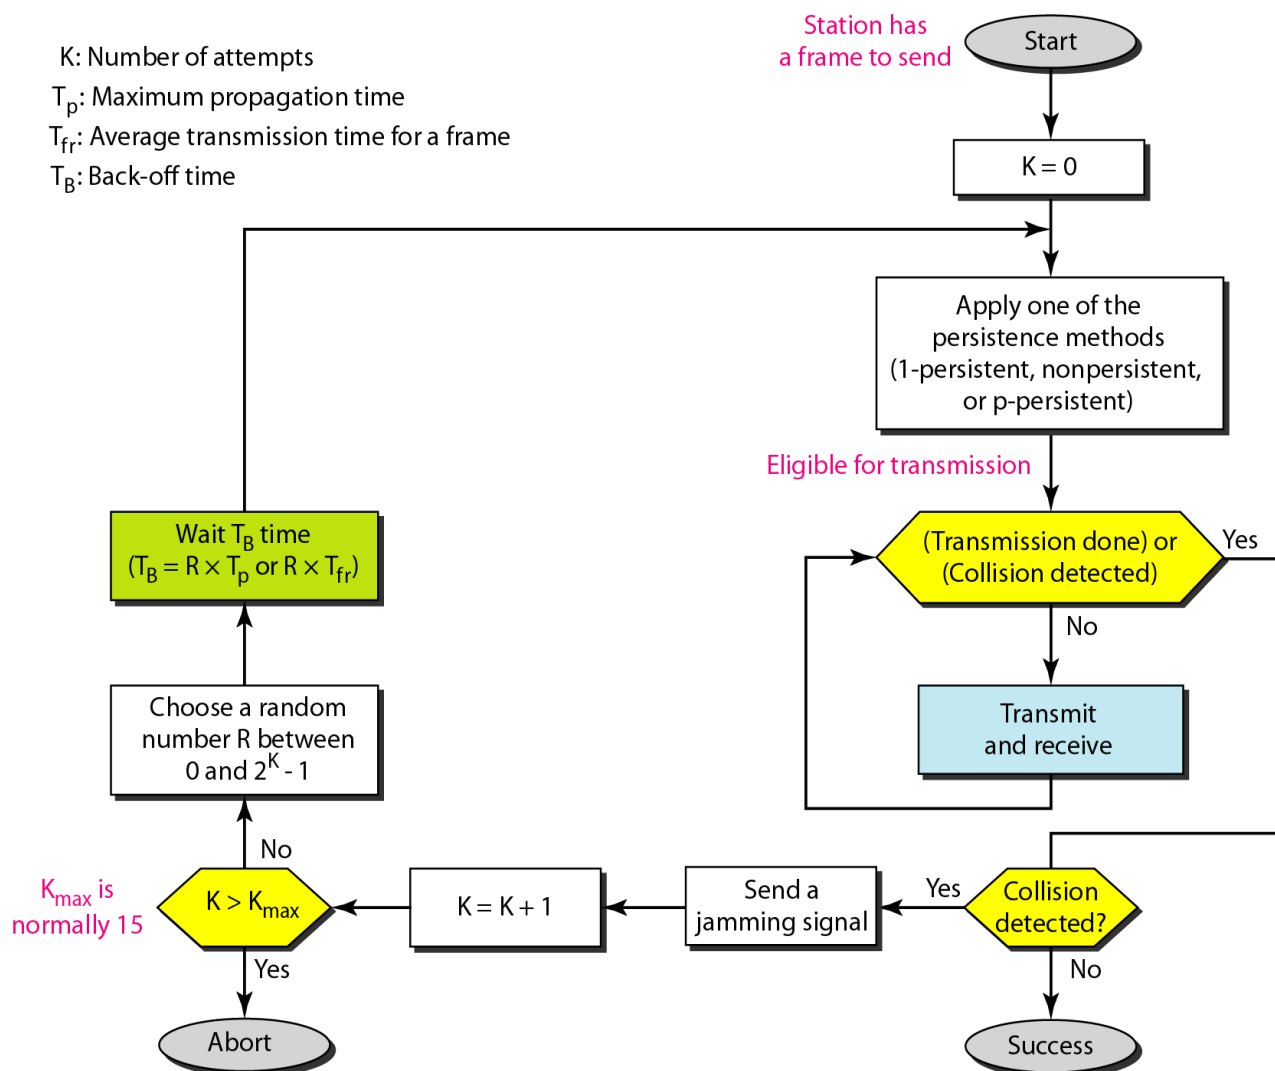 K: Number of attempts
Tp: Maximum propagation time
Tfr: Average transmission time for a frame
TB: Back-off time
Station has
a frame to send
Start
K = 0
Apply one of the
persistence methods
(1-persistent, nonpersistent,
or p-persistent)
Eligible for transmission
(Transmission done) or
(Collision detected)
Yes
No
Transmit
and receive
Wait TB time
(TB = R × Tp or R × Tfr)
Choose a random
number R between
0 and 2^K - 1
No
Kmax is
normally 15
K > Kmax
Yes
Abort
K = K + 1
Send a
jamming signal
Yes
Collision
detected?
No
Success